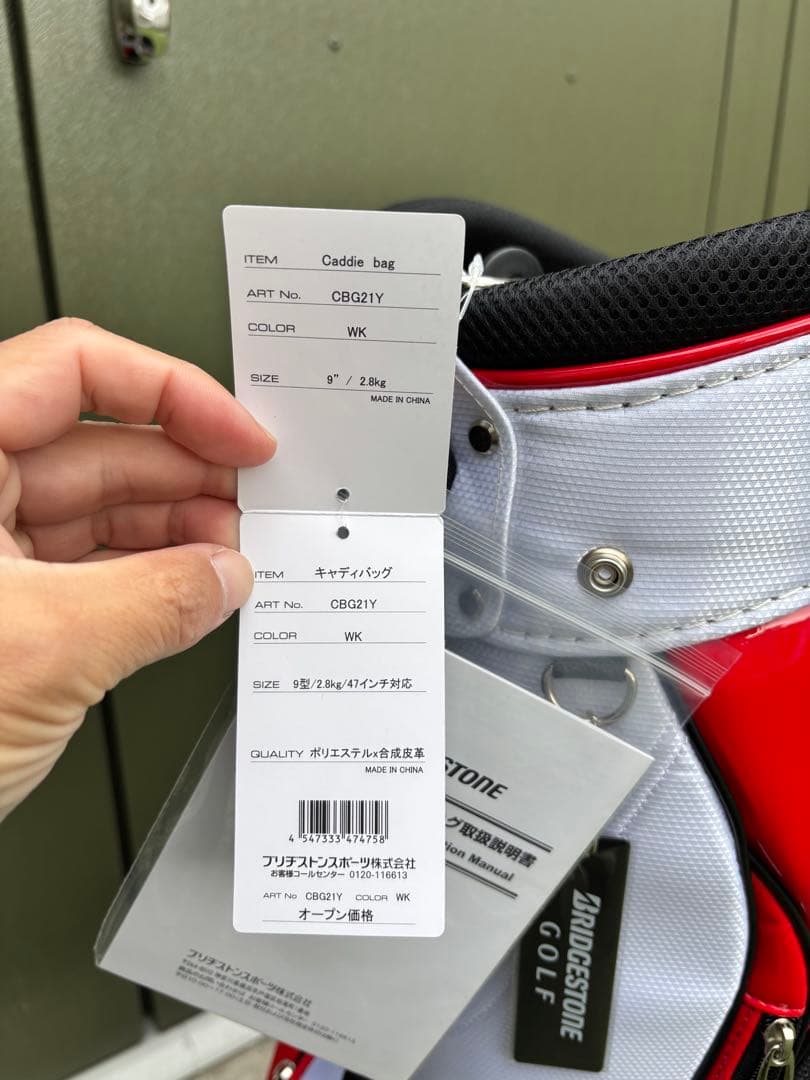 ITEM Caddie bag
ART No. CBG21Y
COLOR WK
SIZE 9" / 2.8kg
MADE IN CHINA
ITEM キャディバッグ
ART No. CBG21Y
COLOR WK
SIZE 9型/2.8kg/47インチ対応
QUALITY ポリエステルx合成皮革
MADE IN CHINA
4 547333 474758
ブリヂストンスポーツ株式会社
お客様コールセンター 0120-116613
ART No CBG21Y COLOR WK
オープン価格
STONE
グ取扱説明書
tion Manual
ブリヂストンスポーツ株式会社
BRIDGESTONE
GOLF